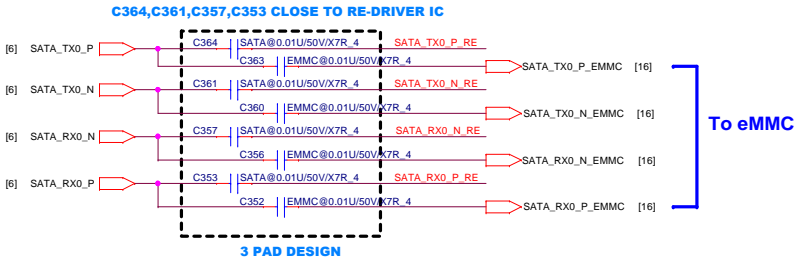 C364,C361,C357,C353 CLOSE TO RE-DRIVER IC
[6] SATA_TX0_P C364 SATA@0.01U/50V/X7R_4 SATA_TX0_P_RE
C363 EMMC@0.01U/50V/X7R_4 SATA_TX0_P_EMMC [16]
[6] SATA_TX0_N C361 SATA@0.01U/50V/X7R_4 SATA_TX0_N_RE
C360 EMMC@0.01U/50V/X7R_4 SATA_TX0_N_EMMC [16]
To eMMC
[6] SATA_RX0_N C357 SATA@0.01U/50V/X7R_4 SATA_RX0_N_RE
C356 EMMC@0.01U/50V/X7R_4 SATA_RX0_N_EMMC [16]
[6] SATA_RX0_P C353 SATA@0.01U/50V/X7R_4 SATA_RX0_P_RE
C352 EMMC@0.01U/50V/X7R_4 SATA_RX0_P_EMMC [16]
3 PAD DESIGN